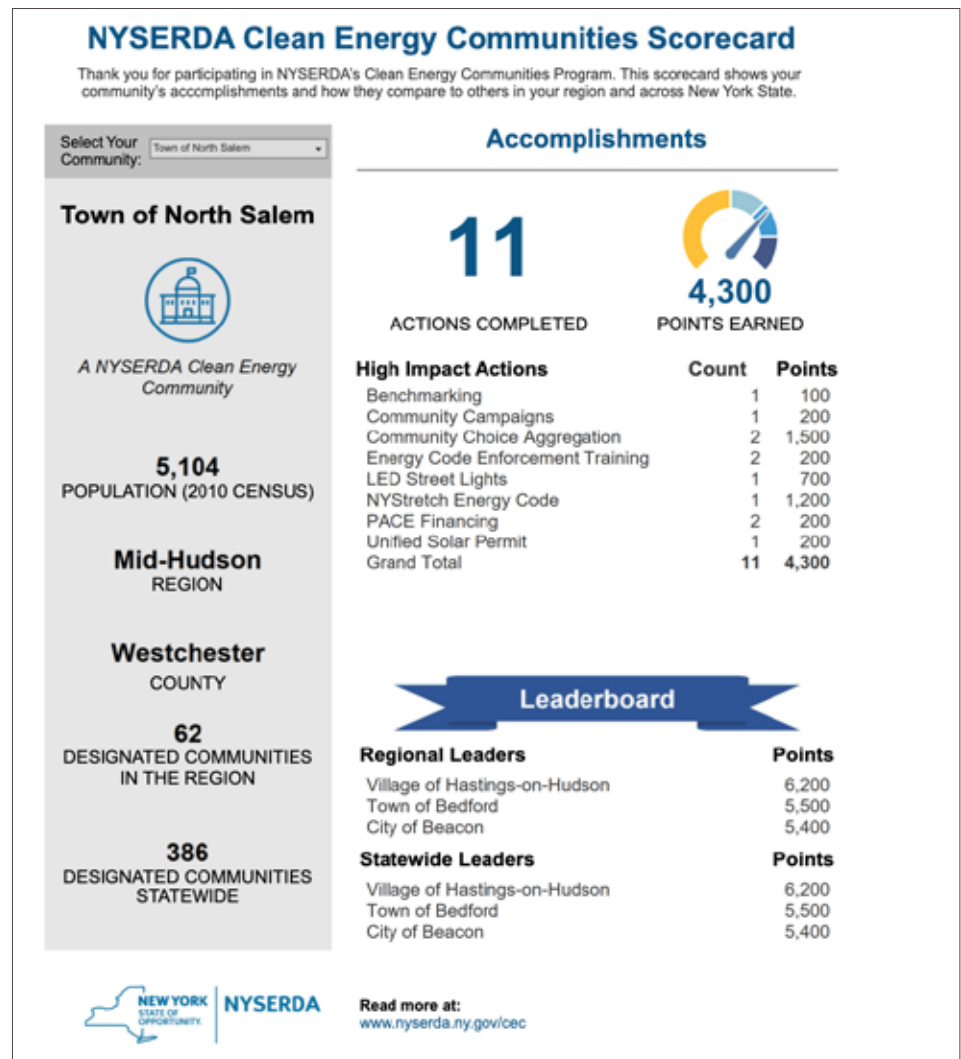 NYSERDA Clean Energy Communities Scorecard
Thank you for participating in NYSERDA's Clean Energy Communities Program. This scorecard shows your
community's accomplishments and how they compare to others in your region and across New York State.
Select Your
Community:
Town of North Salem
Town of North Salem
A NYSERDA Clean Energy
Community
5,104
POPULATION (2010 CENSUS)
Mid-Hudson
REGION
Westchester
COUNTY
62
DESIGNATED COMMUNITIES
IN THE REGION
386
DESIGNATED COMMUNITIES
STATEWIDE
Accomplishments
11
ACTIONS COMPLETED
4,300
POINTS EARNED
High Impact Actions Count Points
Benchmarking 1 100
Community Campaigns 1 200
Community Choice Aggregation 2 1,500
Energy Code Enforcement Training 2 200
LED Street Lights 1 700
NYStretch Energy Code 1 1,200
PACE Financing 2 200
Unified Solar Permit 1 200
Grand Total 11 4,300
Leaderboard
Regional Leaders Points
Village of Hastings-on-Hudson 6,200
Town of Bedford 5,500
City of Beacon 5,400
Statewide Leaders Points
Village of Hastings-on-Hudson 6,200
Town of Bedford 5,500
City of Beacon 5,400
NEW YORK
STATE OF
OPPORTUNITY.
NYSERDA
Read more at:
www.nyserda.ny.gov/cec